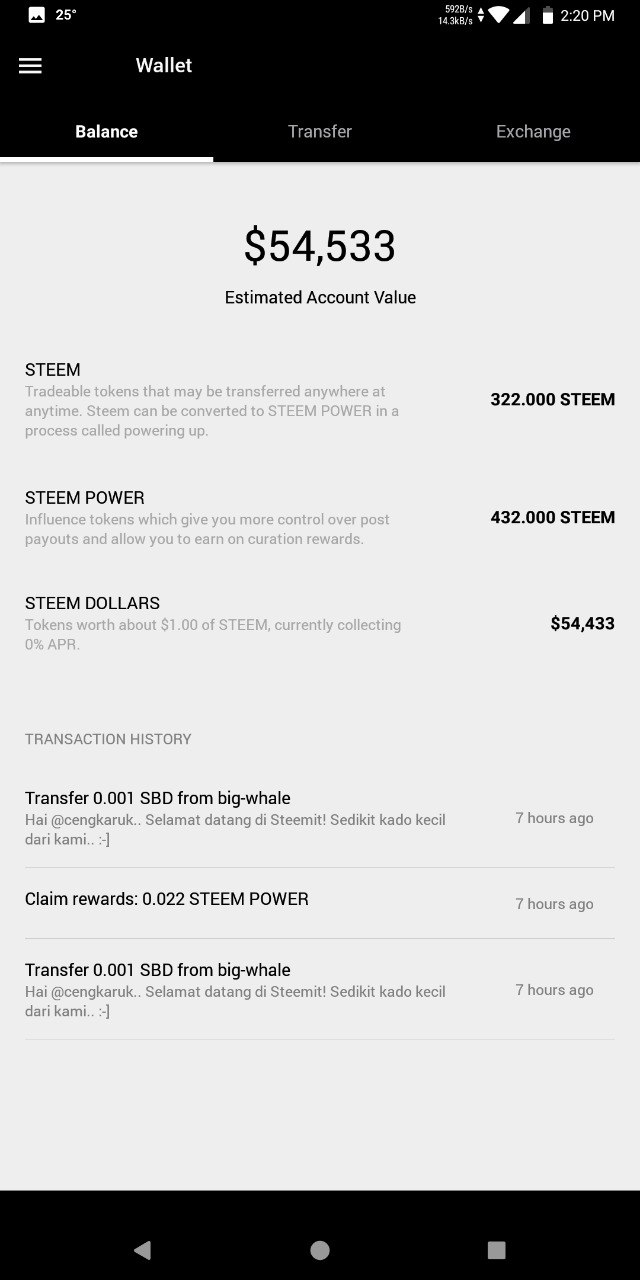 25°
592B/s
14.3kB/s
2:20 PM
Wallet
Balance
Transfer
Exchange
$54,533
Estimated Account Value
STEEM
Tradeable tokens that may be transferred anywhere at
anytime. Steem can be converted to STEEM POWER in a
process called powering up.
322.000 STEEM
STEEM POWER
Influence tokens which give you more control over post
payouts and allow you to earn on curation rewards.
432.000 STEEM
STEEM DOLLARS
Tokens worth about $1.00 of STEEM, currently collecting
0% APR.
$54,433
TRANSACTION HISTORY
Transfer 0.001 SBD from big-whale
Hai @cengkaruk.. Selamat datang di Steemit! Sedikit kado kecil
dari kami.. :-]
7 hours ago
Claim rewards: 0.022 STEEM POWER
7 hours ago
Transfer 0.001 SBD from big-whale
Hai @cengkaruk.. Selamat datang di Steemit! Sedikit kado kecil
dari kami.. :-]
7 hours ago